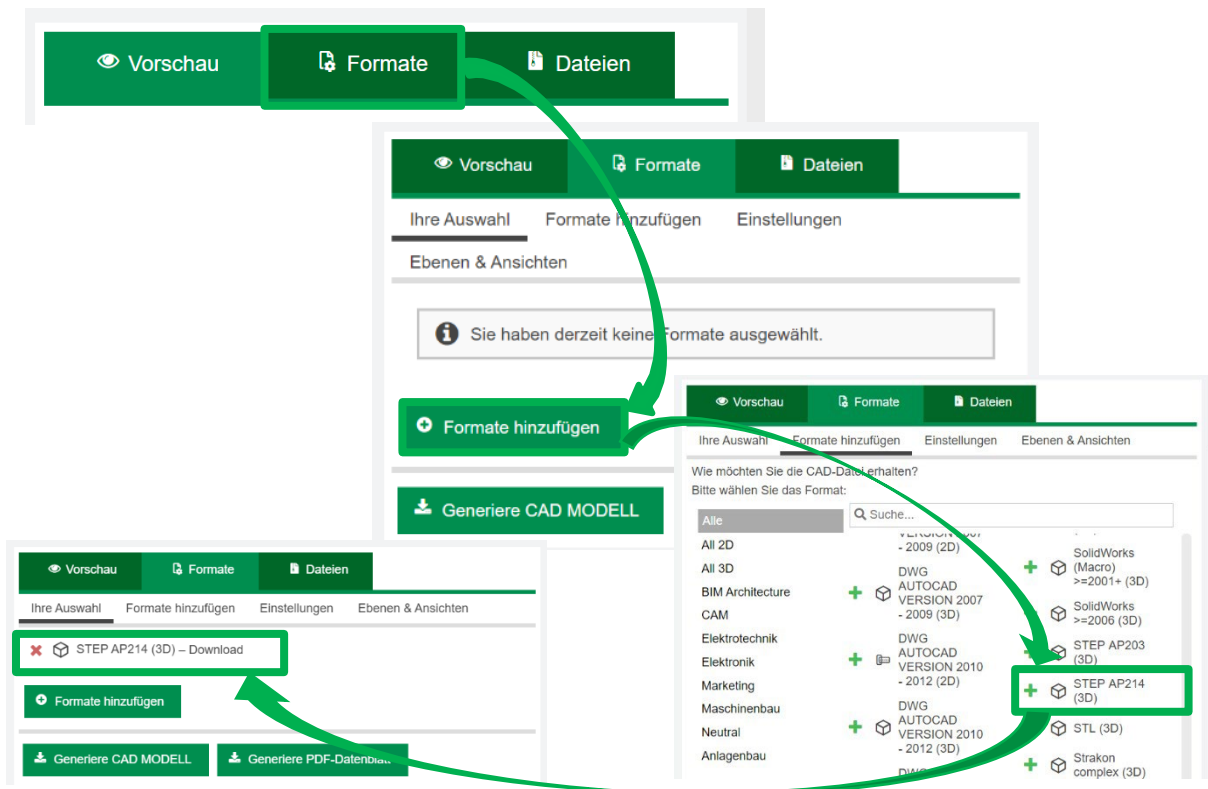 Vorschau Formate Dateien
Vorschau Formate Dateien
Ihre Auswahl Formate hinzufügen Einstellungen
Ebenen & Ansichten
Sie haben derzeit keine Formate ausgewählt.
Formate hinzufügen
Generiere CAD MODELL
Vorschau Formate Dateien
Ihre Auswahl Formate hinzufügen Einstellungen Ebenen & Ansichten
Wie möchten Sie die CAD-Datei erhalten?
Bitte wählen Sie das Format:
Suche...
Alle
All 2D
All 3D
BIM Architecture
CAM
Elektrotechnik
Elektronik
Marketing
Maschinenbau
Neutral
Anlagenbau
VERSION 2007
- 2009 (2D)
DWG
AUTOCAD
VERSION 2007
- 2009 (3D)
DWG
AUTOCAD
VERSION 2010
- 2012 (2D)
DWG
AUTOCAD
VERSION 2010
- 2012 (3D)
DWG
SolidWorks
(Macro)
>=2001+ (3D)
SolidWorks
>=2006 (3D)
STEP AP203
(3D)
STEP AP214
(3D)
STL (3D)
Strakon
complex (3D)
Vorschau Formate Dateien
Ihre Auswahl Formate hinzufügen Einstellungen Ebenen & Ansichten
STEP AP214 (3D) – Download
Formate hinzufügen
Generiere CAD MODELL Generiere PDF-Datenblatt